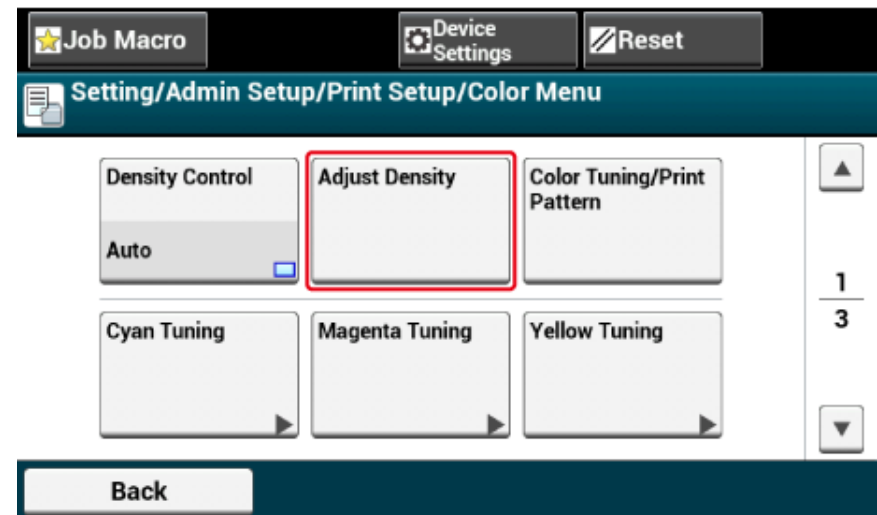 Job Macro
Device
Settings
Reset
Setting/Admin Setup/Print Setup/Color Menu
Density Control
Auto
Adjust Density
Color Tuning/Print
Pattern
1
3
Cyan Tuning
Magenta Tuning
Yellow Tuning
Back